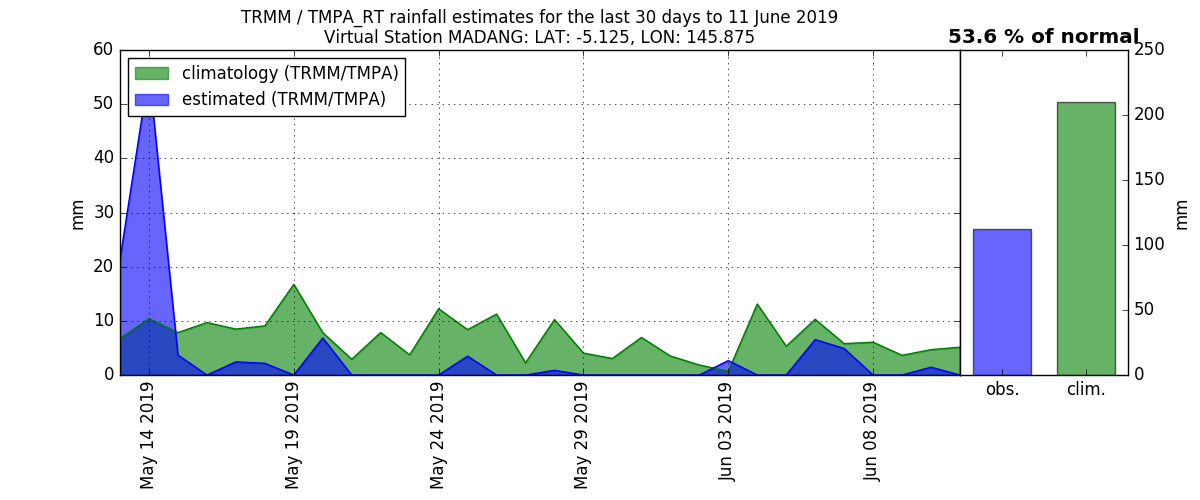 TRMM / TMPA_RT rainfall estimates for the last 30 days to 11 June 2019
Virtual Station MADANG: LAT: -5.125, LON: 145.875
53.6 % of normal
climatology (TRMM/TMPA)
estimated (TRMM/TMPA)
60
50
40
30
20
10
0
mm
May 14 2019
May 19 2019
May 24 2019
May 29 2019
Jun 03 2019
Jun 08 2019
250
200
150
100
50
0
mm
obs.
clim.